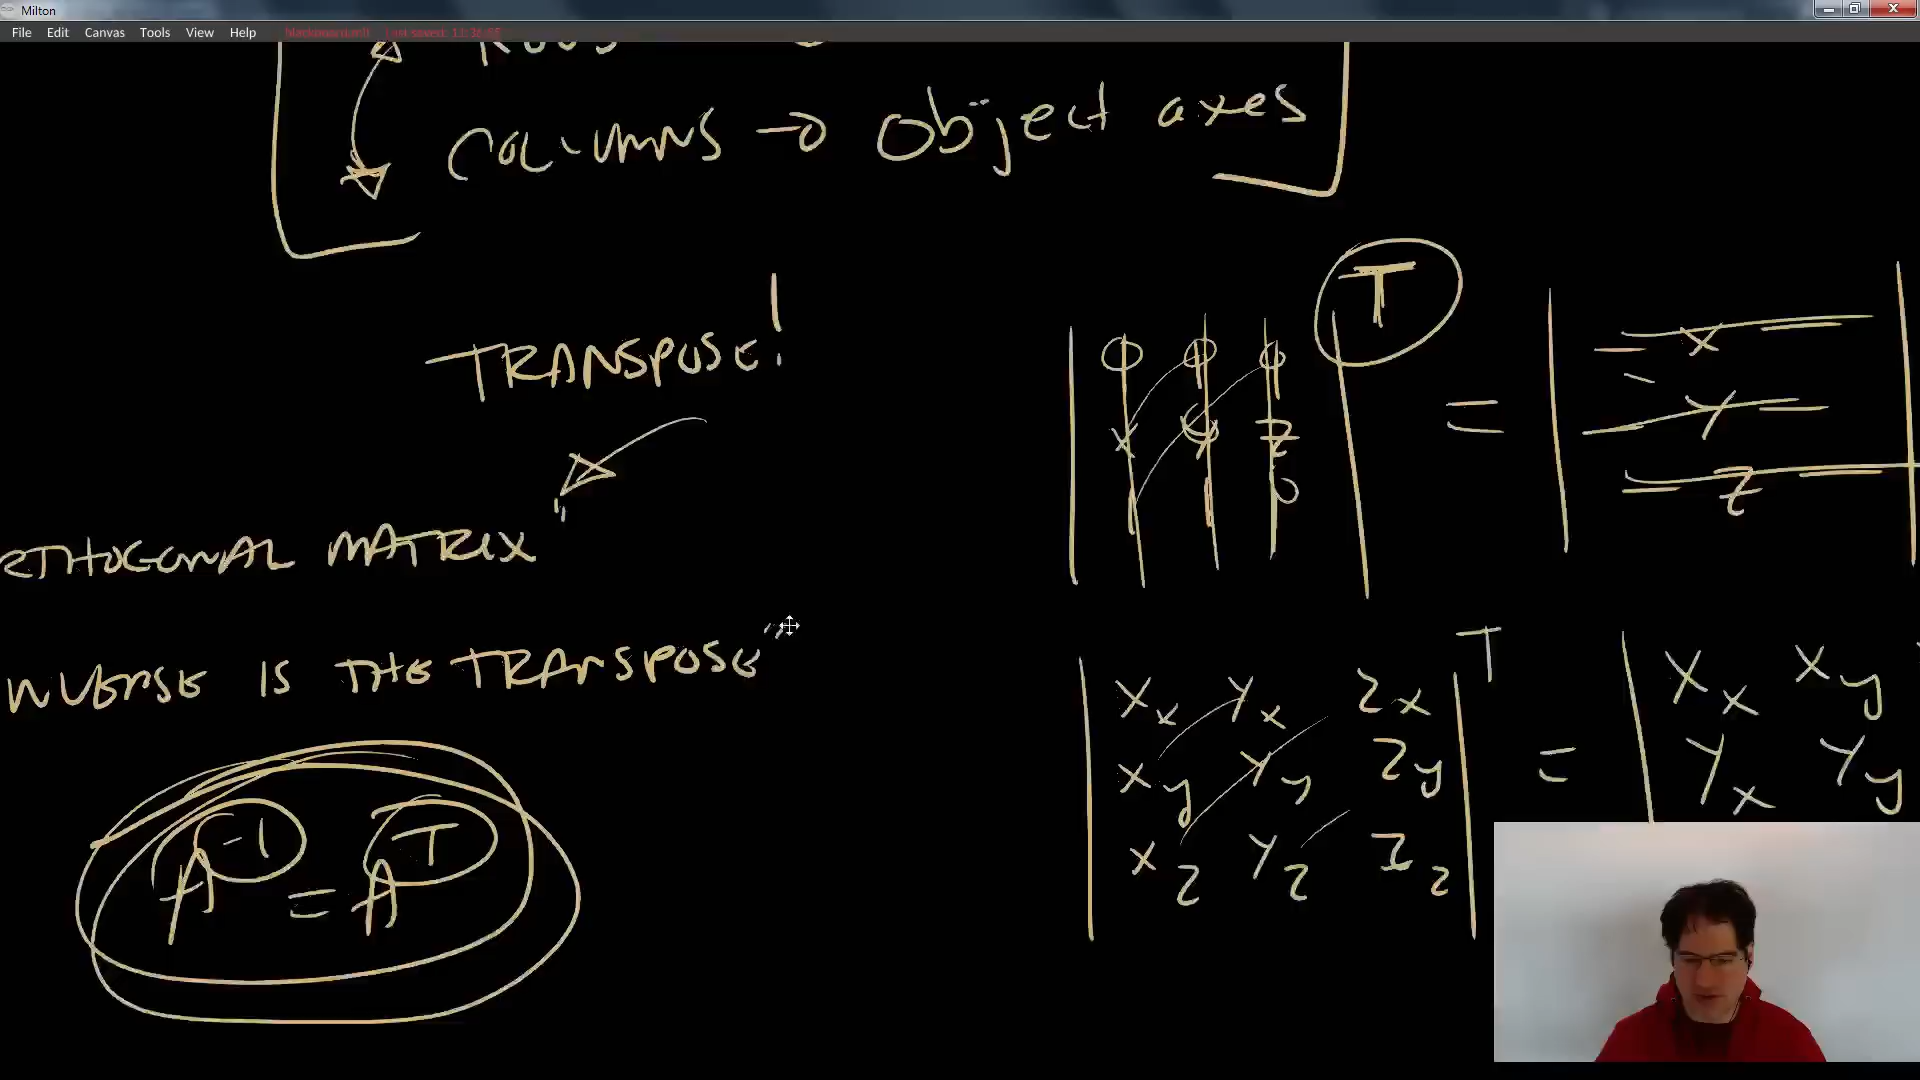 Milton
File Edit Canvas Tools View Help
COLUMNS → Object axes
TRANSPOSE!
T
X Y Z
=
X
Y
Z
RTHOGONAL MATRIX"
NVERSE IS THE TRANSPOSE"
A⁻¹ = Aᵀ
T
Xx Yx Zx
Xy Yy Zy
Xz Yz Zz
=
Xx Xy
Yx Yy